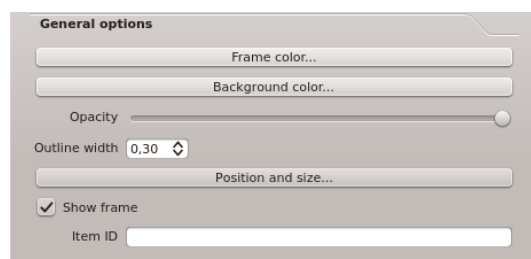 General options
Frame color...
Background color...
Opacity
Outline width 0,30
Position and size...
Show frame
Item ID